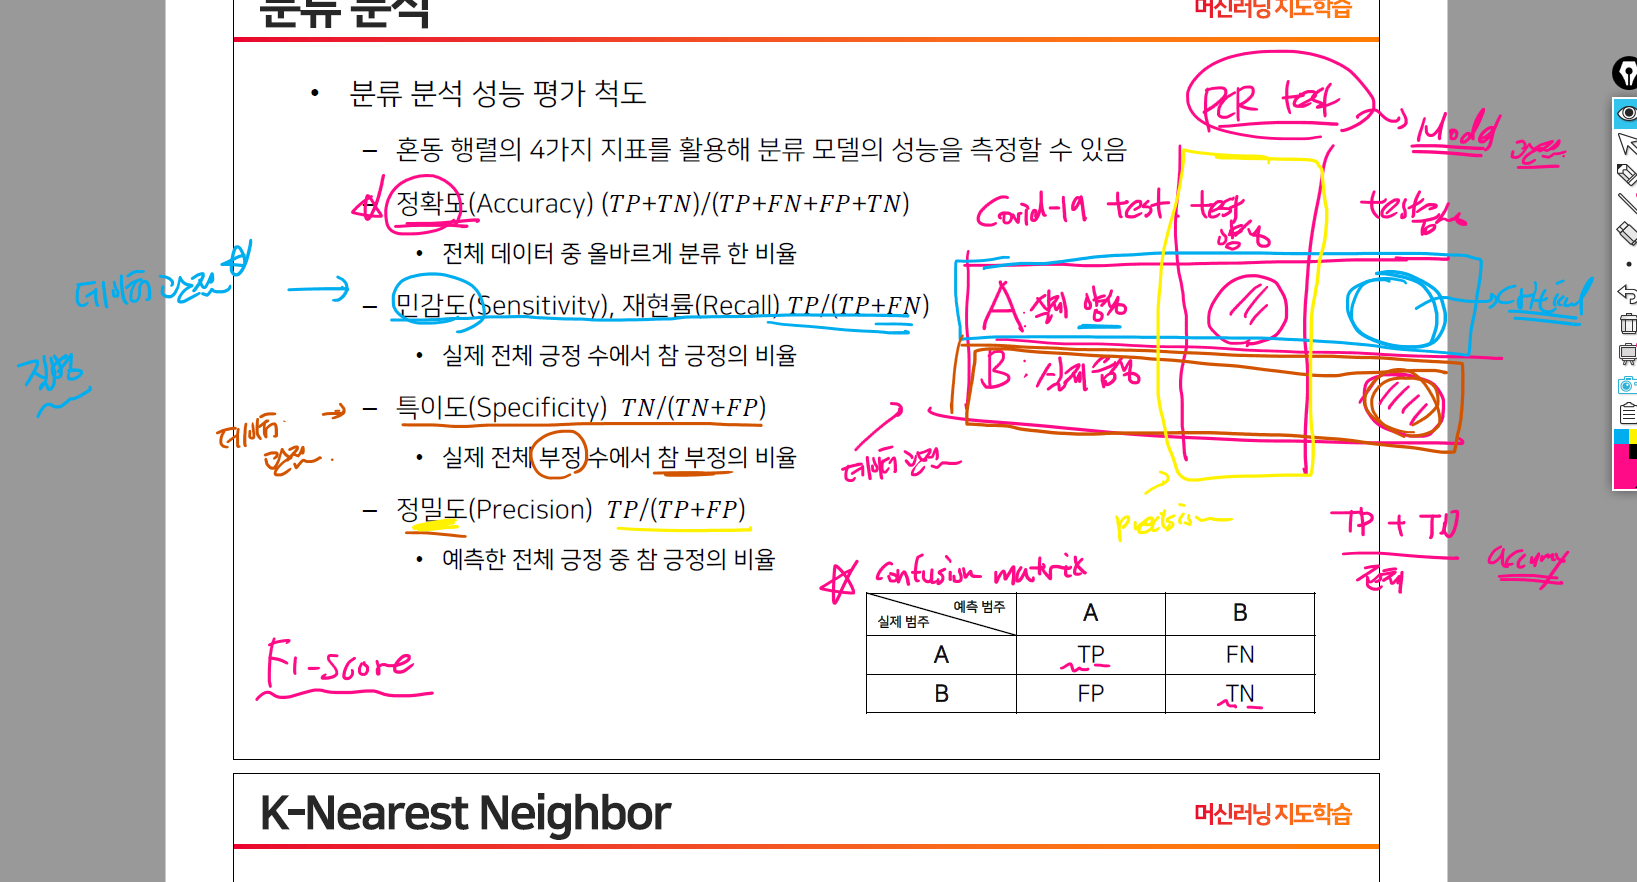 분류 분석
머신러닝 지도학습
• 분류 분석 성능 평가 척도
– 혼동 행렬의 4가지 지표를 활용해 분류 모델의 성능을 측정할 수 있음
– 정확도(Accuracy) (TP+TN)/(TP+FN+FP+TN)
• 전체 데이터 중 올바르게 분류 한 비율
– 민감도(Sensitivity), 재현률(Recall) TP/(TP+FN)
• 실제 전체 긍정 수에서 참 긍정의 비율
– 특이도(Specificity) TN/(TN+FP)
• 실제 전체 부정 수에서 참 부정의 비율
– 정밀도(Precision) TP/(TP+FP)
• 예측한 전체 긍정 중 참 긍정의 비율
데이터 관점
질병
데이터
관점.
F1-score
PCR test
Model 관점
Covid-19 test. test 양성
test음성
A: 실제 양성
Critical
B: 실제 음성
데이터 관점
precision
TP + TN
전체
accuracy
Confusion matrix
예측 범주
실제 범주
A B
A TP FN
B FP TN
K-Nearest Neighbor
머신러닝 지도학습